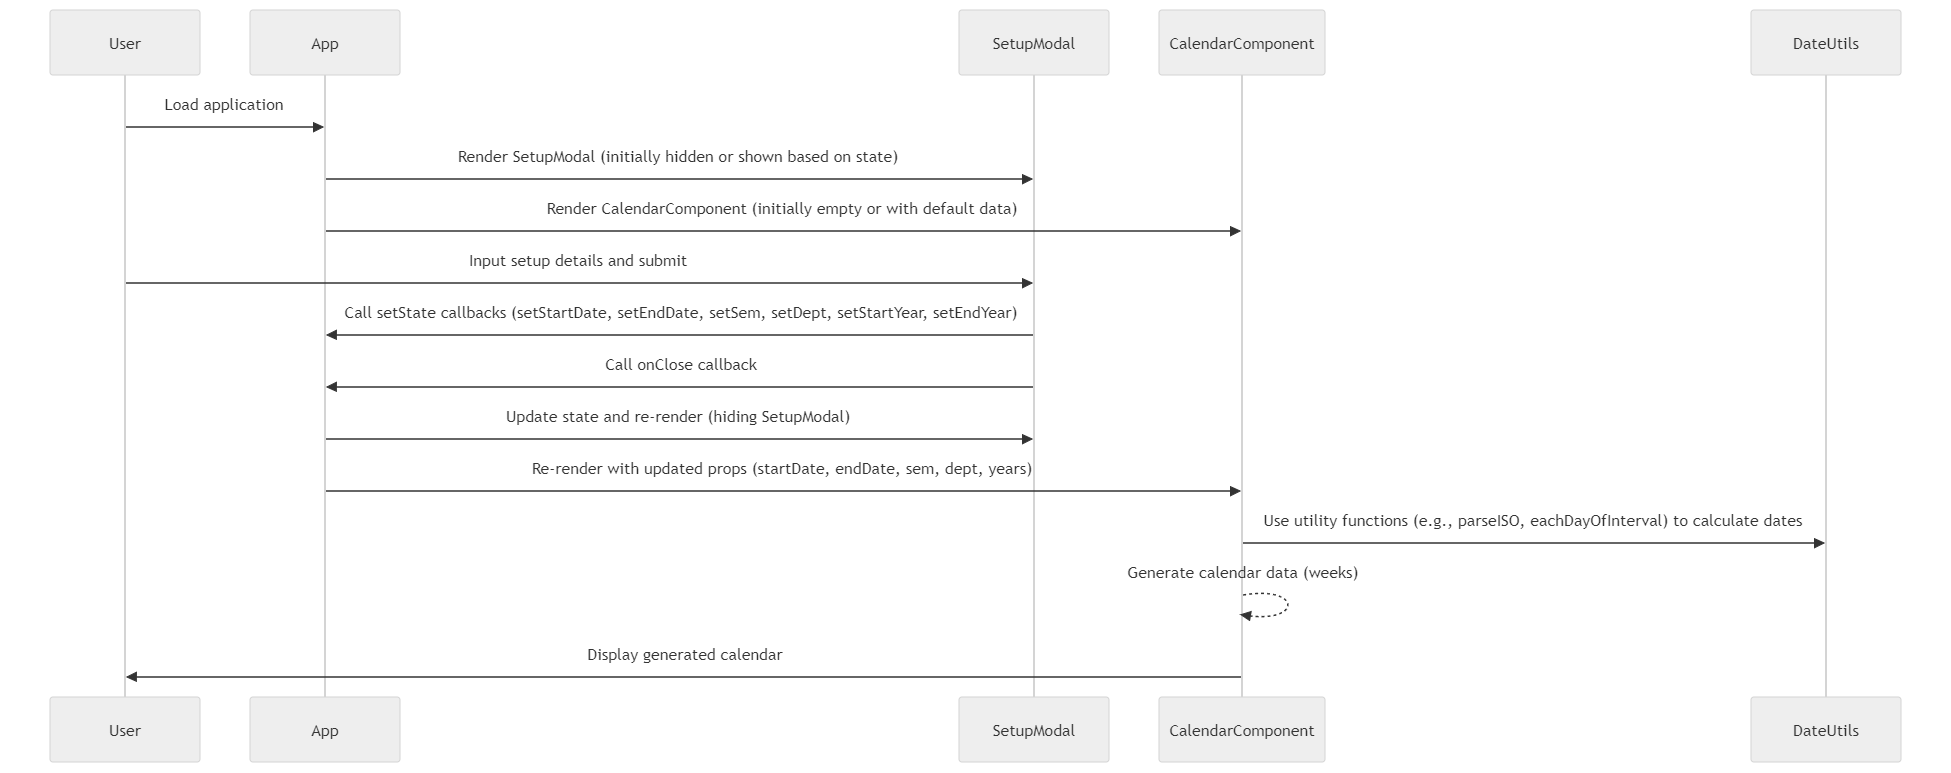 User
App
SetupModal
CalendarComponent
DateUtils
Load application
Render SetupModal (initially hidden or shown based on state)
Render CalendarComponent (initially empty or with default data)
Input setup details and submit
Call setState callbacks (setStartDate, setEndDate, setSem, setDept, setStartYear, setEndYear)
Call onClose callback
Update state and re-render (hiding SetupModal)
Re-render with updated props (startDate, endDate, sem, dept, years)
Use utility functions (e.g., parseISO, eachDayOfInterval) to calculate dates
Generate calendar data (weeks)
Display generated calendar
User
App
SetupModal
CalendarComponent
DateUtils